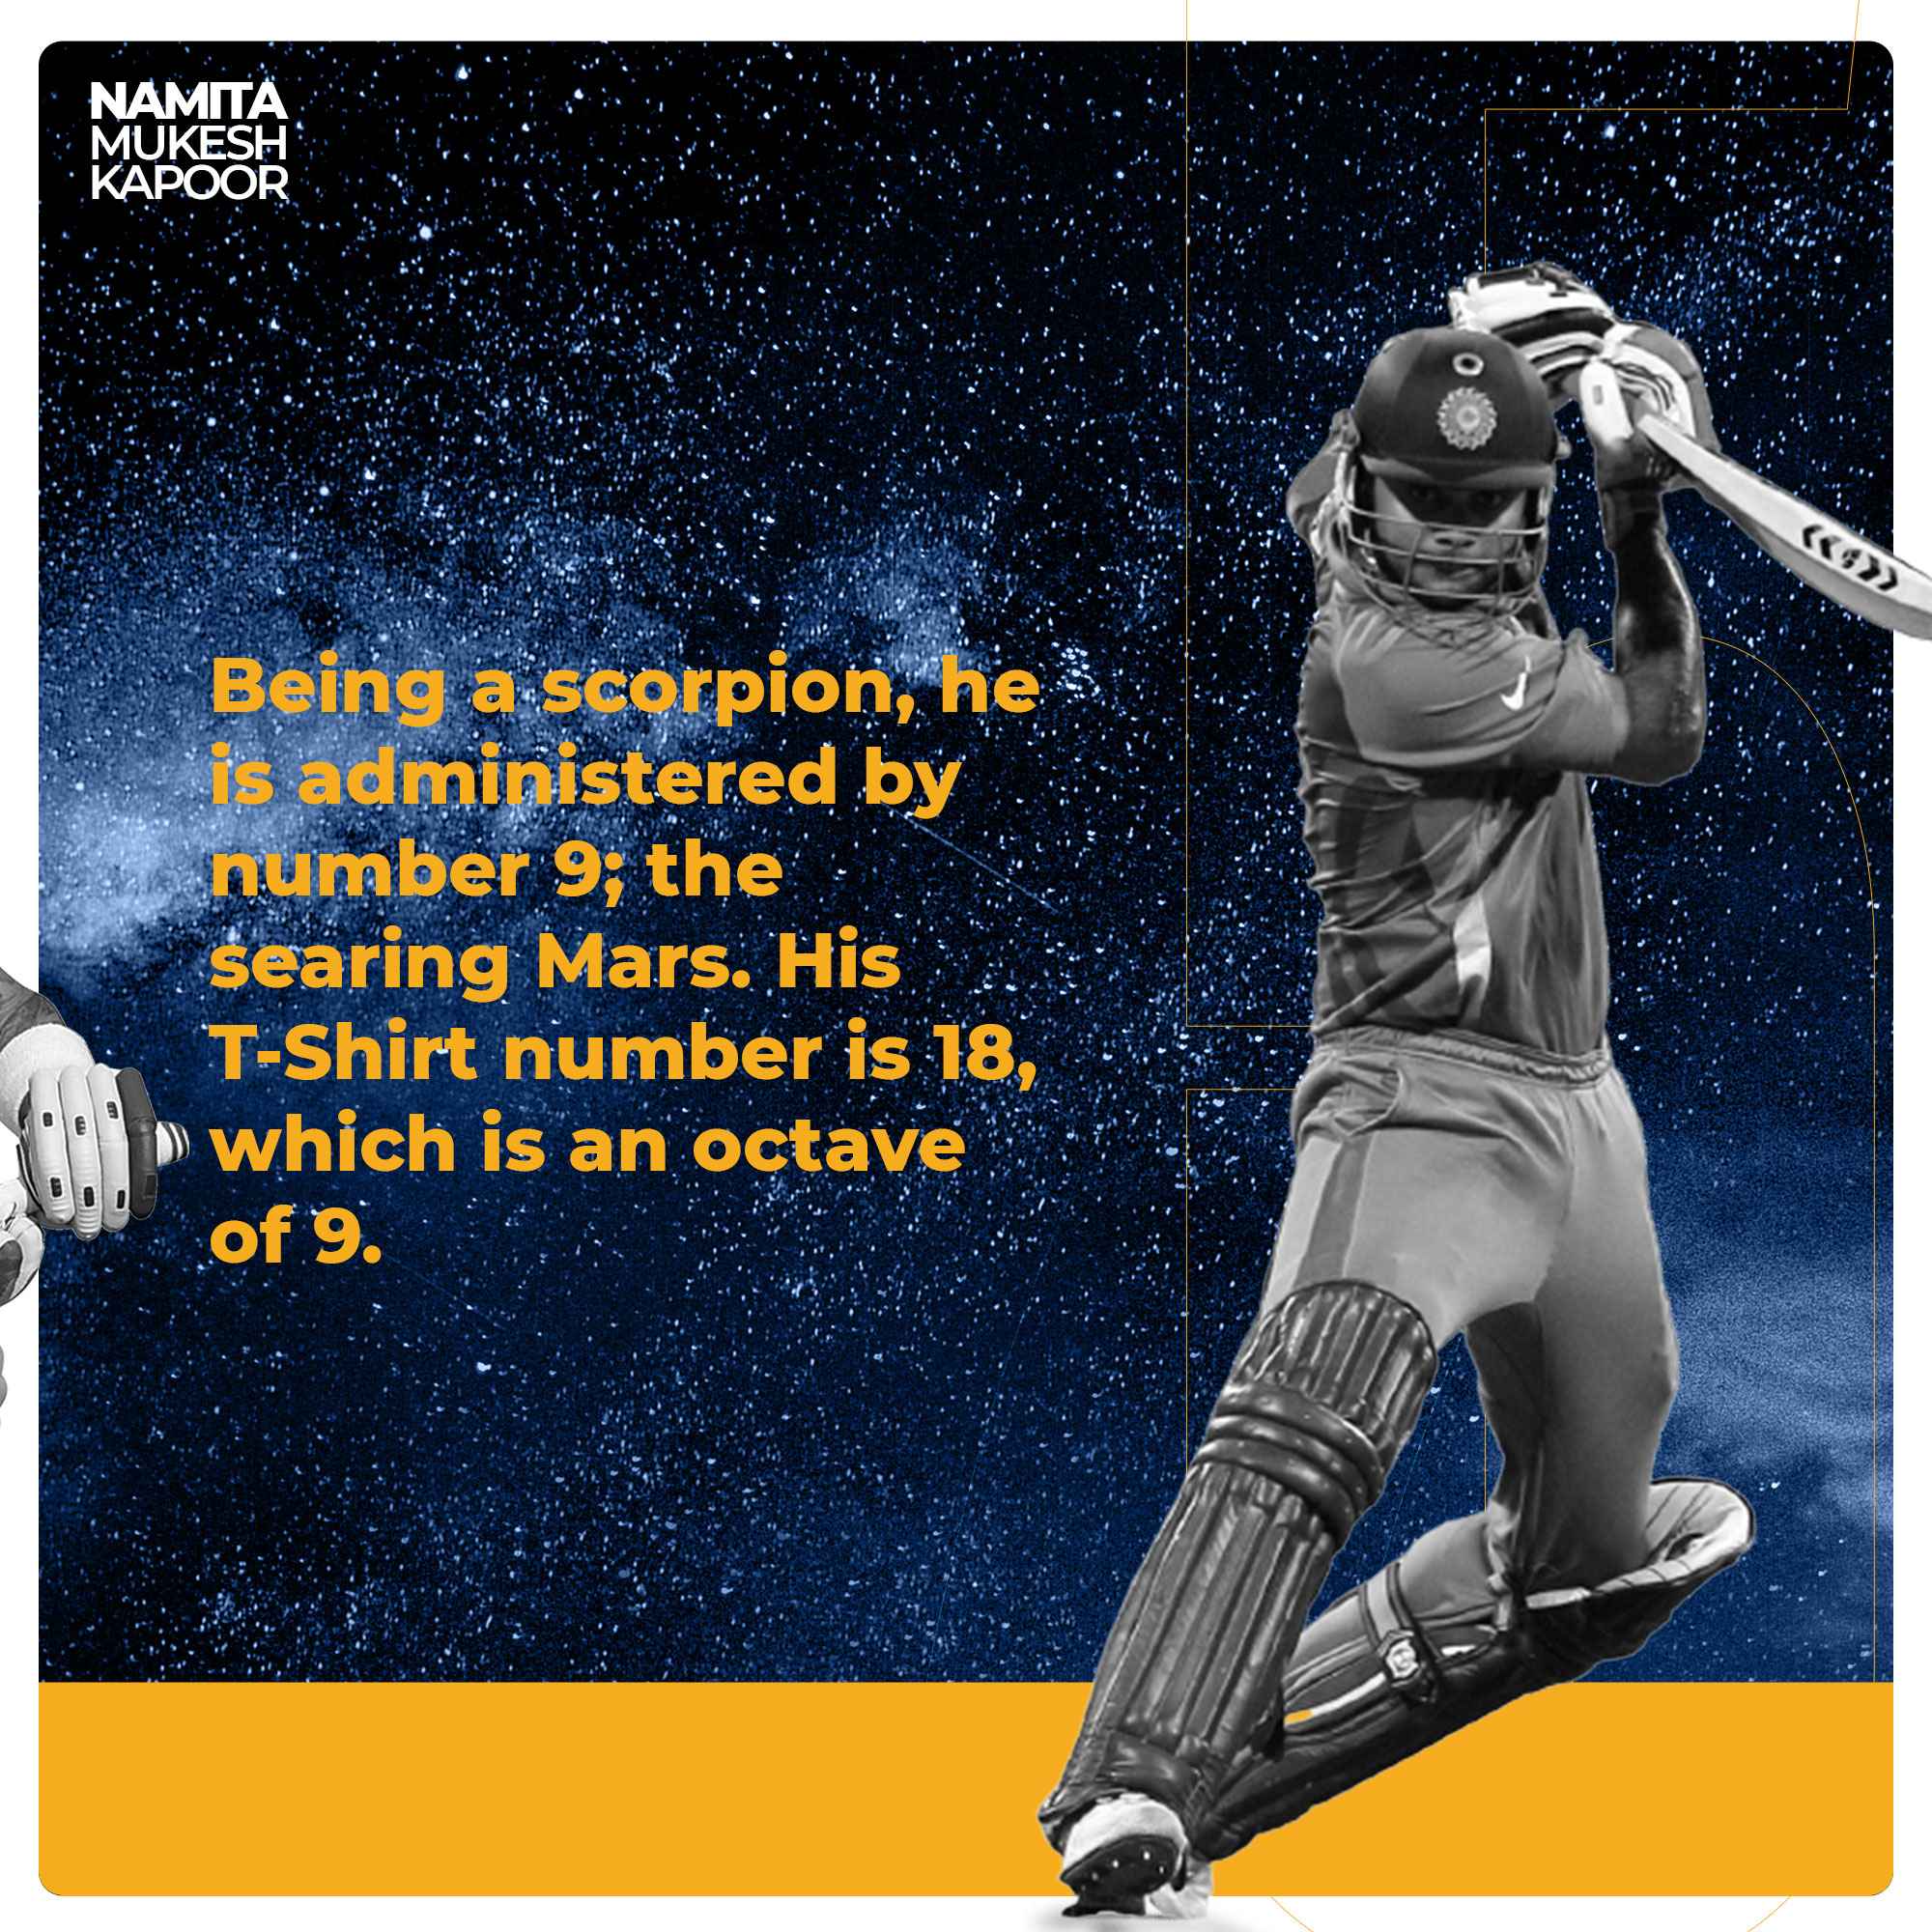 NAMITA
MUKESH
KAPOOR
Being a scorpion, he
is administered by
number 9; the
searing Mars. His
T-Shirt number is 18,
which is an octave
of 9.